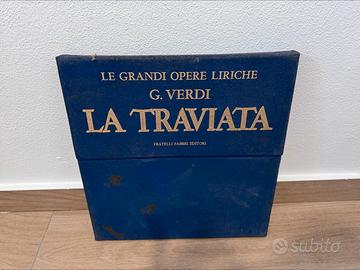 LE GRANDI OPERE LIRICHE
G. VERDI
LA TRAVIATA
FRATELLI FABBRI EDITORI
subito